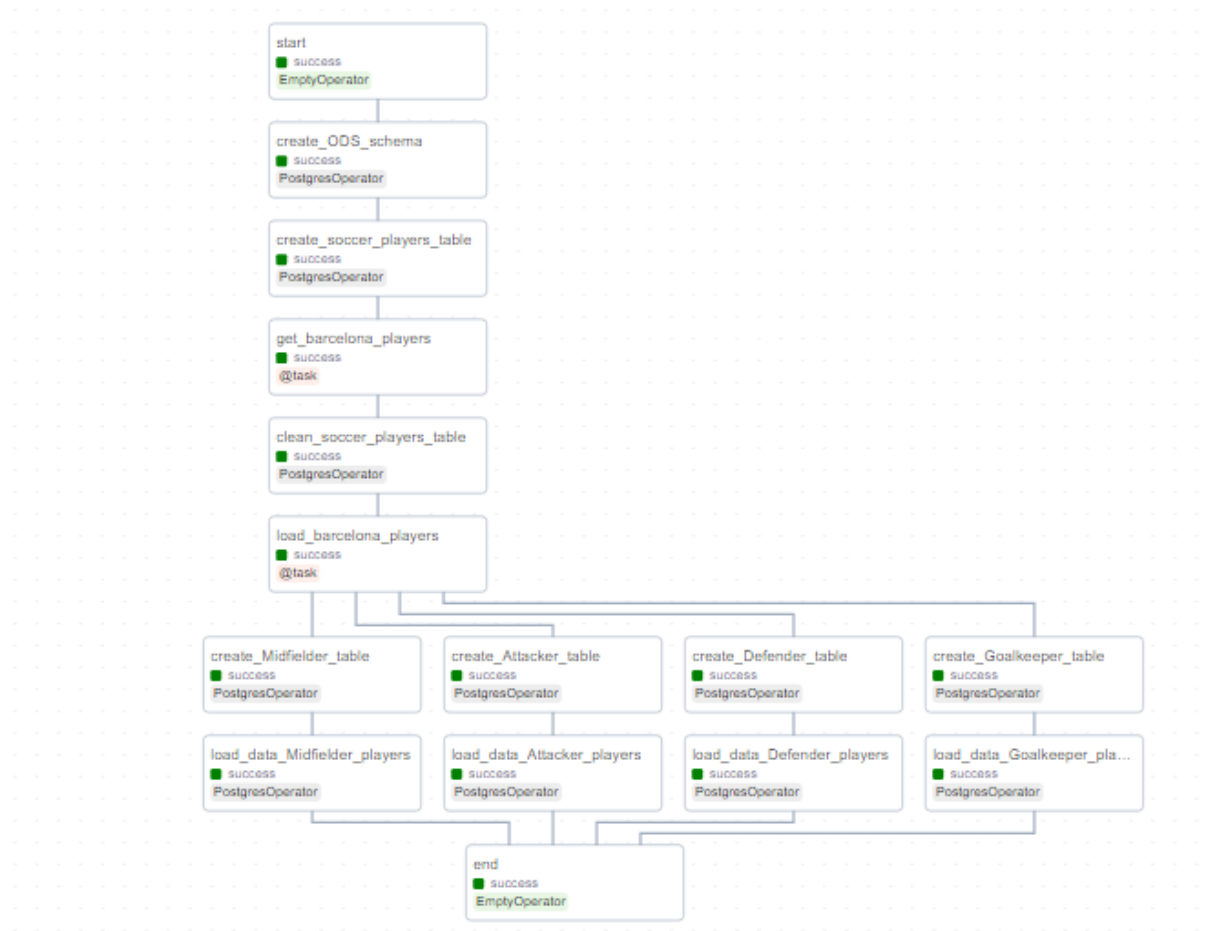 start
success
EmptyOperator
create_ODS_schema
success
PostgresOperator
create_soccer_players_table
success
PostgresOperator
get_barcelona_players
success
@task
clean_soccer_players_table
success
PostgresOperator
load_barcelona_players
success
@task
create_Midfielder_table
success
PostgresOperator
create_Attacker_table
success
PostgresOperator
create_Defender_table
success
PostgresOperator
create_Goalkeeper_table
success
PostgresOperator
load_data_Midfielder_players
success
PostgresOperator
load_data_Attacker_players
success
PostgresOperator
load_data_Defender_players
success
PostgresOperator
load_data_Goalkeeper_pla...
success
PostgresOperator
end
success
EmptyOperator